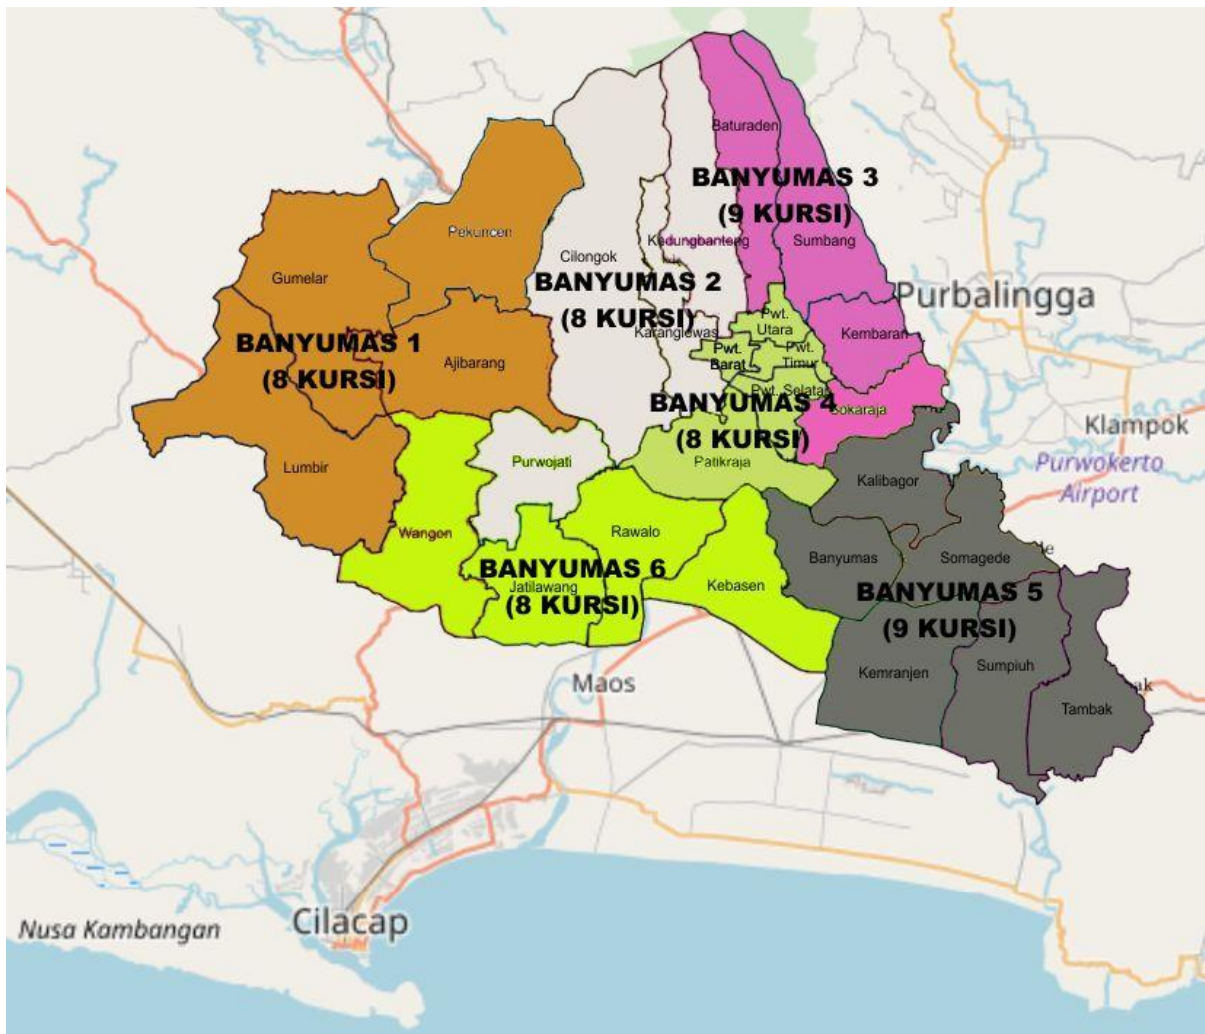 Baturaden
BANYUMAS 3
(9 KURSI)
Pekuncen
Kedungbanteng
Sumbang
Cilongok
Gumelar
BANYUMAS 2
(8 KURSI)
Purbalingga
Pwt.
Utara
Karanglewas
Kembaran
BANYUMAS 1
(8 KURSI)
Ajibarang
Pwt.
Barat
Pwt.
Timur
Pwt. Selatan
BANYUMAS 4
(8 KURSI)
Sokaraja
Klampok
Lumbir
Purwojati
Patikraja
Purwokerto
Airport
Kalibagor
Wangon
Rawalo
Banyumas
Somagede
BANYUMAS 6
(8 KURSI)
Jatilawang
Kebasen
BANYUMAS 5
(9 KURSI)
Kemranjen
Sumpiuh
Maos
Tambak
Cilacap
Nusa Kambangan